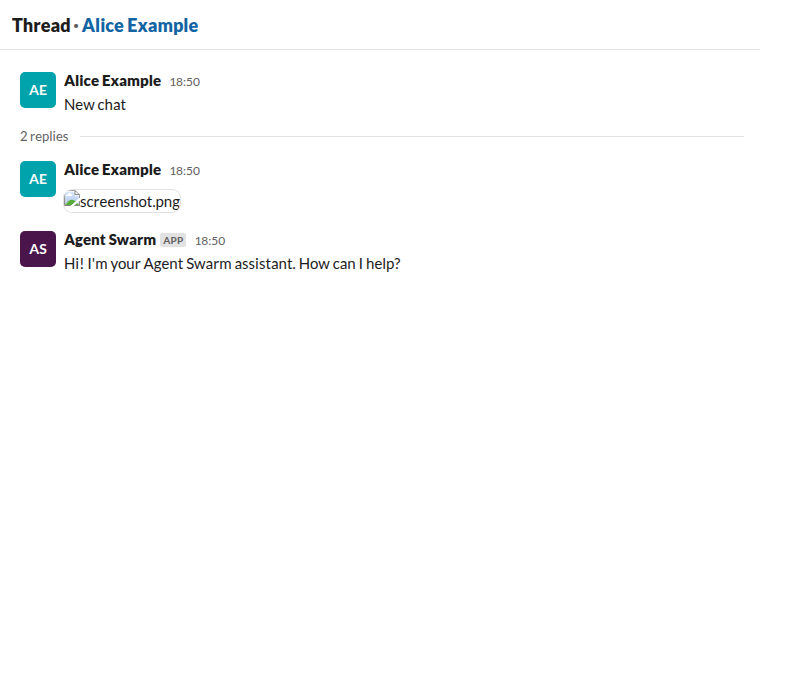 Thread • Alice Example
AE
Alice Example 18:50
New chat
2 replies
AE
Alice Example 18:50
screenshot.png
AS
Agent Swarm APP 18:50
Hi! I'm your Agent Swarm assistant. How can I help?